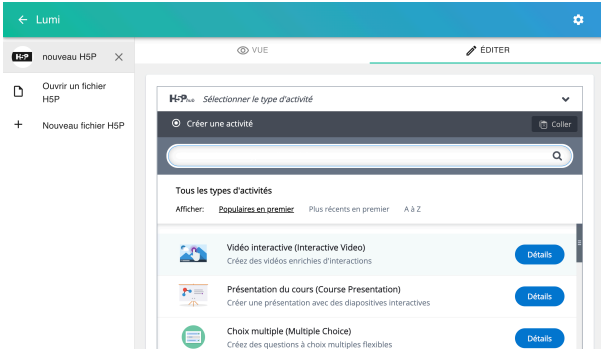 Lumi
H5P nouveau H5P
Ouvrir un fichier
H5P
Nouveau fichier H5P
VUE
ÉDITER
H5P hub Sélectionner le type d'activité
Créer une activité
Coller
Tous les types d'activités
Afficher: Populaires en premier Plus récents en premier A à Z
Vidéo interactive (Interactive Video)
Créez des vidéos enrichies d'interactions
Détails
Présentation du cours (Course Presentation)
Créer une présentation avec des diapositives interactives
Détails
Choix multiple (Multiple Choice)
Créez des questions à choix multiples flexibles
Détails